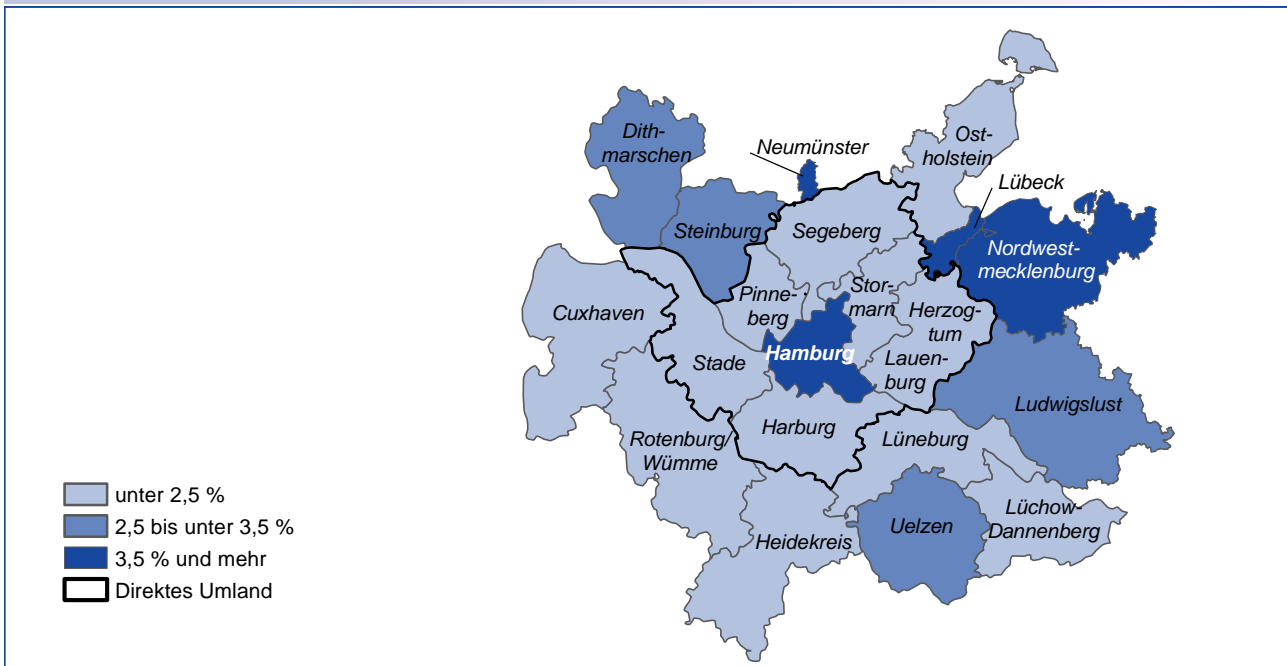 Dith-
marschen
Neumünster
Ost-
holstein
Lübeck
Steinburg
Segeberg
Nordwest-
mecklenburg
Cuxhaven
Pinne-
berg
Stor-
marn
Herzog-
tum
Lauen-
burg
Stade
Hamburg
Ludwigslust
Harburg
Lüneburg
Rotenburg/
Wümme
Uelzen
Lüchow-
Dannenberg
Heidekreis
unter 2,5 %
2,5 bis unter 3,5 %
3,5 % und mehr
Direktes Umland